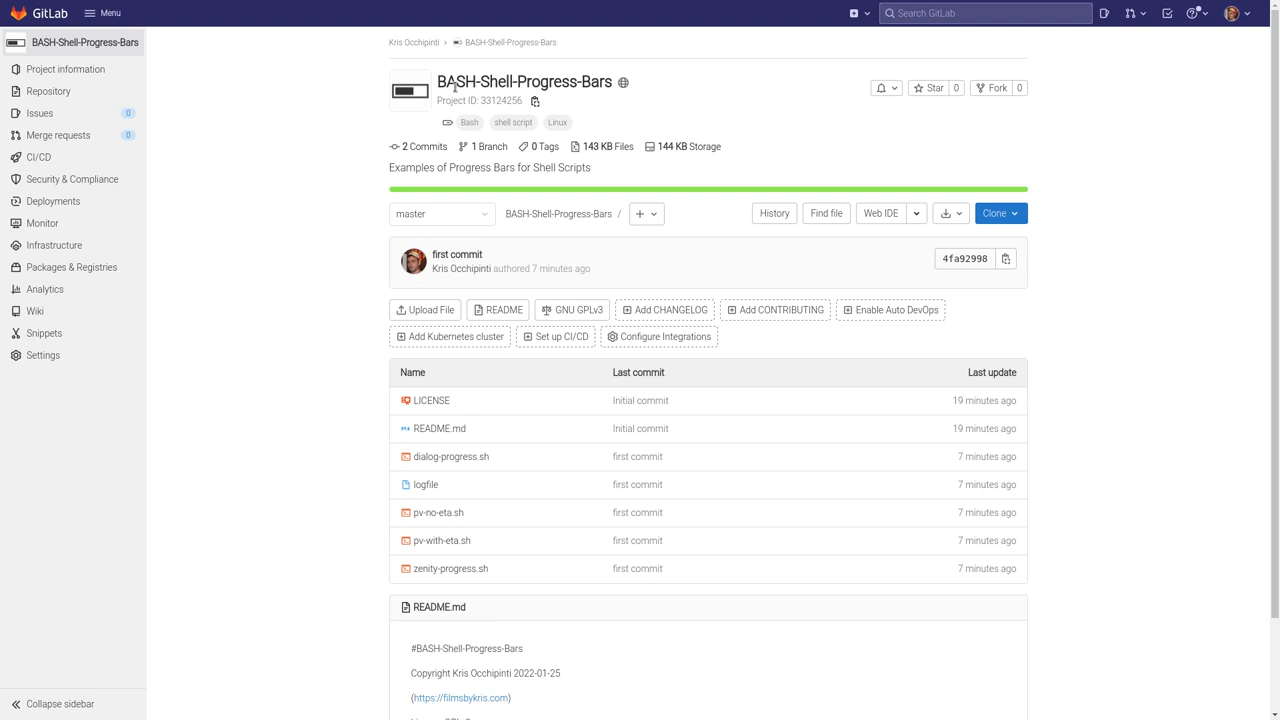 GitLab
Menu
Search GitLab
BASH-Shell-Progress-Bars
Project information
Repository
Issues 0
Merge requests 0
CI/CD
Security & Compliance
Deployments
Monitor
Infrastructure
Packages & Registries
Analytics
Wiki
Snippets
Settings
Collapse sidebar
Kris Occhipinti › BASH-Shell-Progress-Bars
BASH-Shell-Progress-Bars
Project ID: 33124256
Star 0
Fork 0
Bash shell script Linux
2 Commits 1 Branch 0 Tags 143 KB Files 144 KB Storage
Examples of Progress Bars for Shell Scripts
master BASH-Shell-Progress-Bars / + History Find file Web IDE Clone
first commit
Kris Occhipinti authored 7 minutes ago
4fa92998
Upload File README GNU GPLv3 Add CHANGELOG Add CONTRIBUTING Enable Auto DevOps
Add Kubernetes cluster Set up CI/CD Configure Integrations
Name Last commit Last update
LICENSE Initial commit 19 minutes ago
README.md Initial commit 19 minutes ago
dialog-progress.sh first commit 7 minutes ago
logfile first commit 7 minutes ago
pv-no-eta.sh first commit 7 minutes ago
pv-with-eta.sh first commit 7 minutes ago
zenity-progress.sh first commit 7 minutes ago
README.md
#BASH-Shell-Progress-Bars
Copyright Kris Occhipinti 2022-01-25
(https://filmsbykris.com)